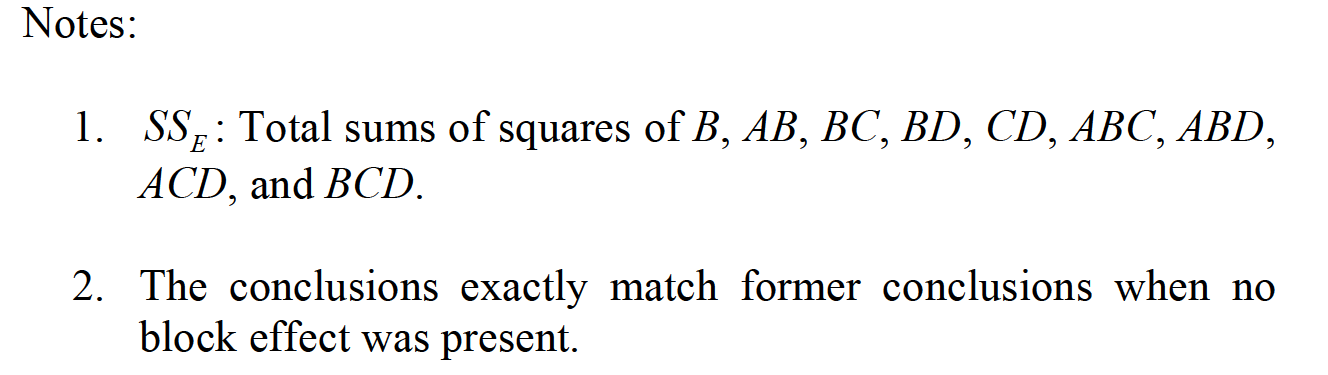 Notes:
1. SS_E: Total sums of squares of B, AB, BC, BD, CD, ABC, ABD,
ACD, and BCD.
2. The conclusions exactly match former conclusions when no
block effect was present.